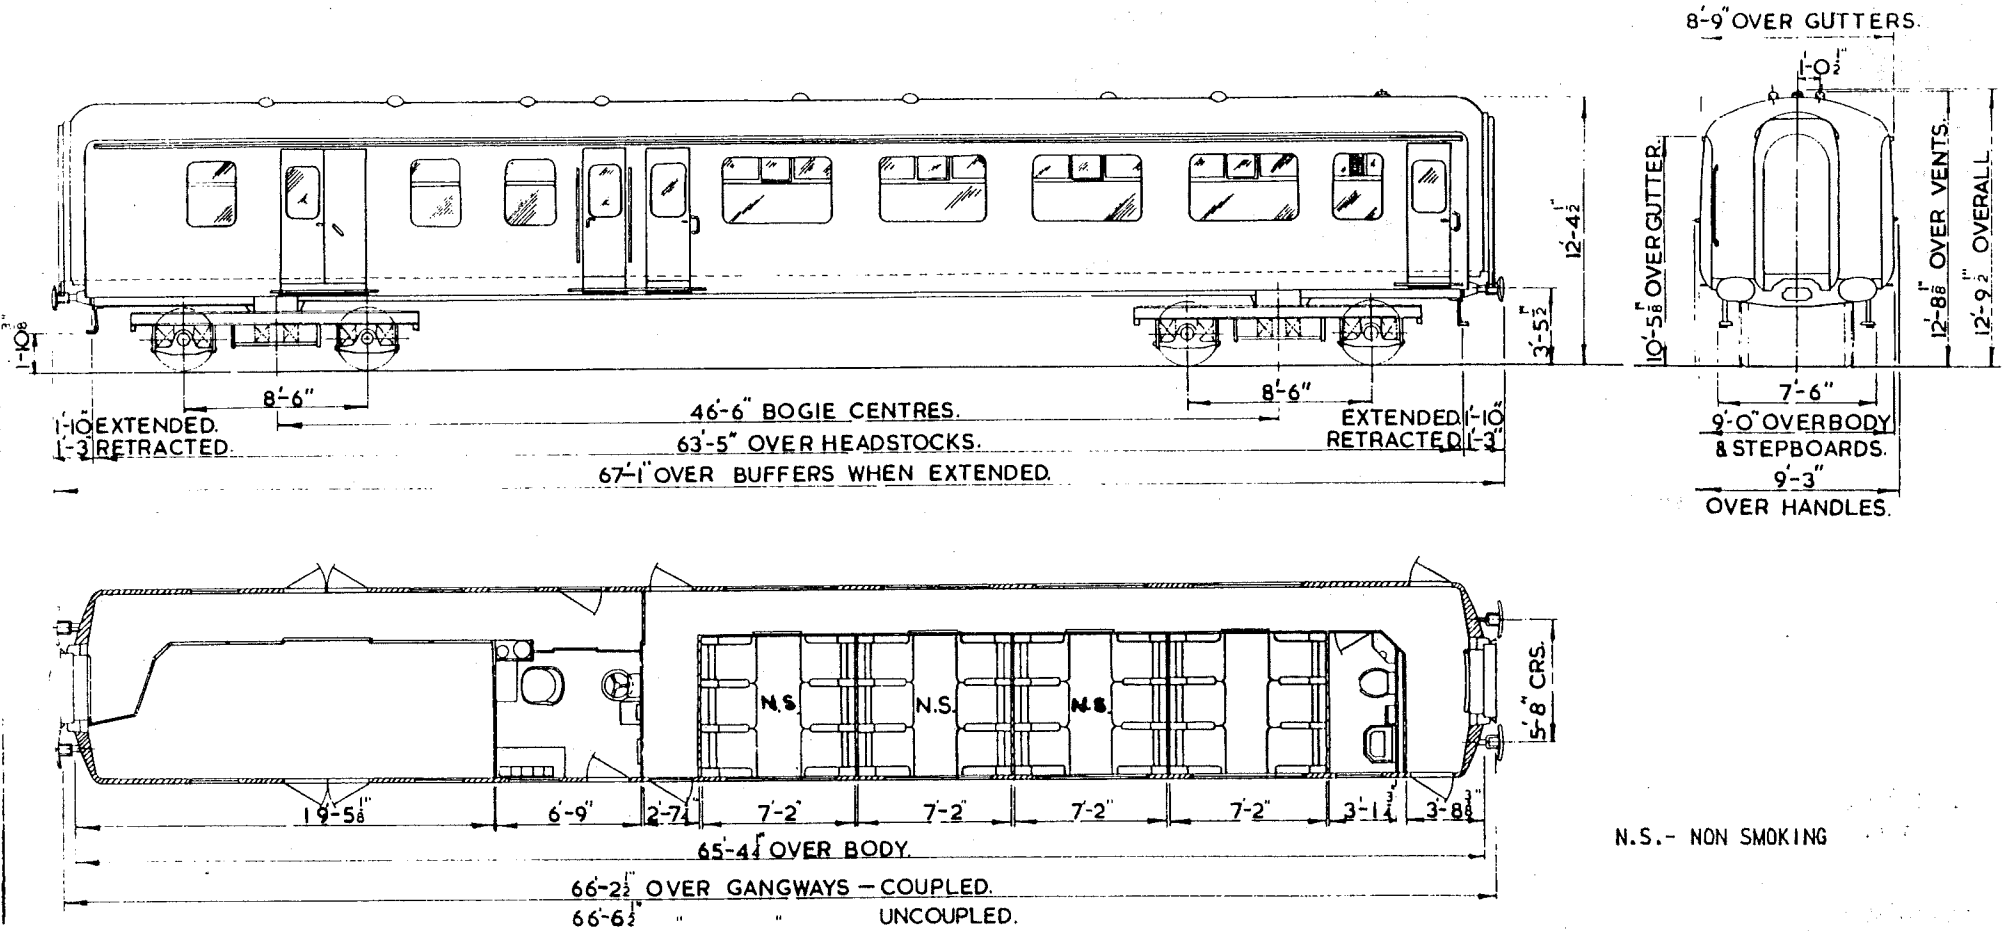 8'-9" OVER GUTTERS.
1'-0½"
12'-4½"
3'-5½"
1'-10⅜"
10'-5⅛" OVER GUTTER.
12'-8⅛" OVER VENTS.
12'-9½" OVERALL
8'-6"
46'-6" BOGIE CENTRES.
8'-6"
1'-10" EXTENDED.
1'-3" RETRACTED.
EXTENDED. 1'-10"
RETRACTED. 1'-3"
63'-5" OVER HEADSTOCKS.
67'-1" OVER BUFFERS WHEN EXTENDED.
7'-6"
9'-0" OVER BODY
& STEPBOARDS.
9'-3"
OVER HANDLES.
N.S. N.S. N.S.
5'-8" CRS.
19'-5⅛" 6'-9" 2'-7¼" 7'-2" 7'-2" 7'-2" 7'-2" 3'-1¾" 3'-8⅜"
65'-4¼" OVER BODY.
66'-2½" OVER GANGWAYS – COUPLED.
66'-6½" " " UNCOUPLED.
N.S.- NON SMOKING